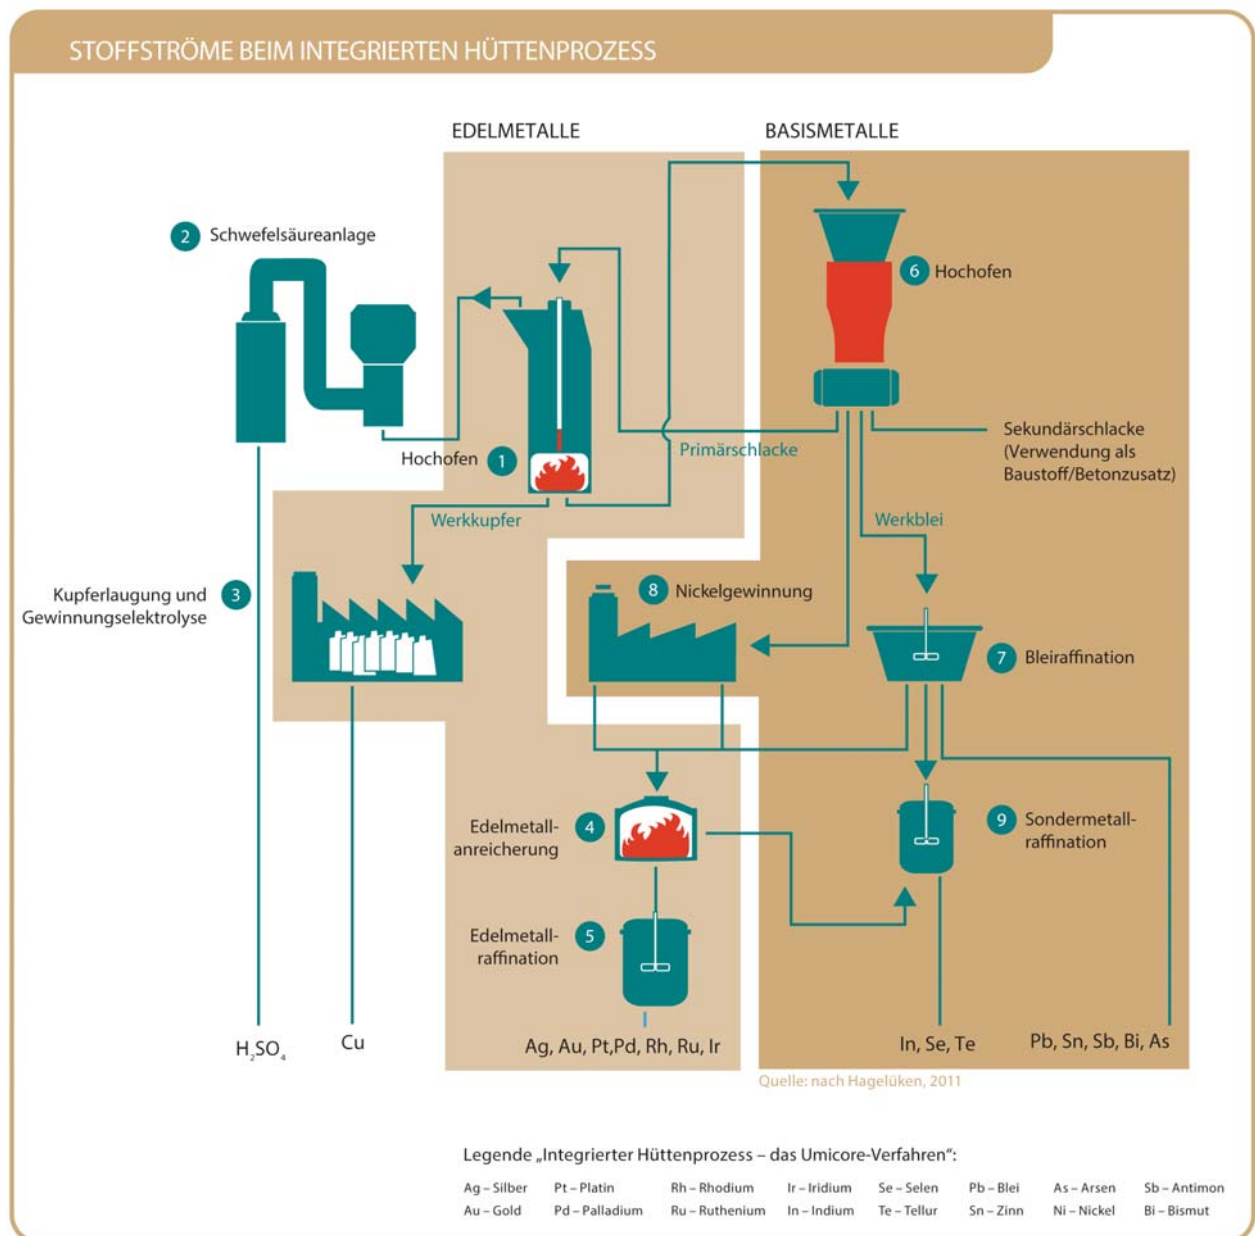 STOFFSTRÖME BEIM INTEGRIERTEN HÜTTENPROZESS
EDELMETALLE
BASISMETALLE
2 Schwefelsäureanlage
6 Hochofen
Hochofen 1
Primärschlacke
Sekundärschlacke
(Verwendung als
Baustoff/Betonzusatz)
Werkkupfer
Werkblei
Kupferlaugung und
Gewinnungselektrolyse
3
8 Nickelgewinnung
7 Bleiraffination
Edelmetall-
anreicherung
4
9 Sondermetall-
raffination
Edelmetall-
raffination
5
H₂SO₄
Cu
Ag, Au, Pt,Pd, Rh, Ru, Ir
In, Se, Te
Pb, Sn, Sb, Bi, As
Quelle: nach Hagelüken, 2011
Legende „Integrierter Hüttenprozess – das Umicore-Verfahren“:
Ag – Silber Pt – Platin Rh – Rhodium Ir – Iridium Se – Selen Pb – Blei As – Arsen Sb – Antimon
Au – Gold Pd – Palladium Ru – Ruthenium In – Indium Te – Tellur Sn – Zinn Ni – Nickel Bi – Bismut